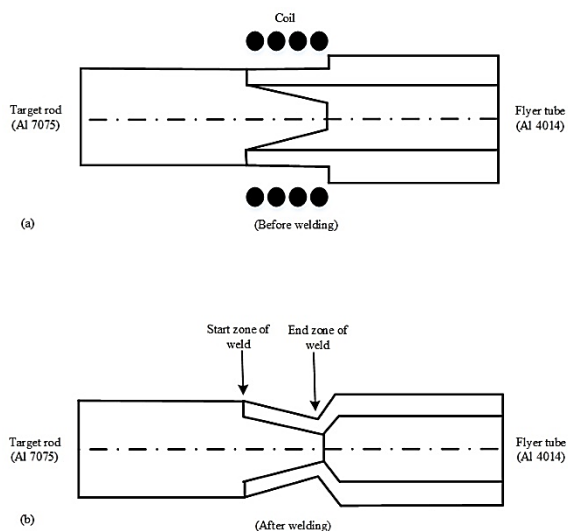 Coil
Target rod
(Al 7075)
Flyer tube
(Al 4014)
(a)
(Before welding)
Start zone of
weld
End zone of
weld
Target rod
(Al 7075)
Flyer tube
(Al 4014)
(b)
(After welding)